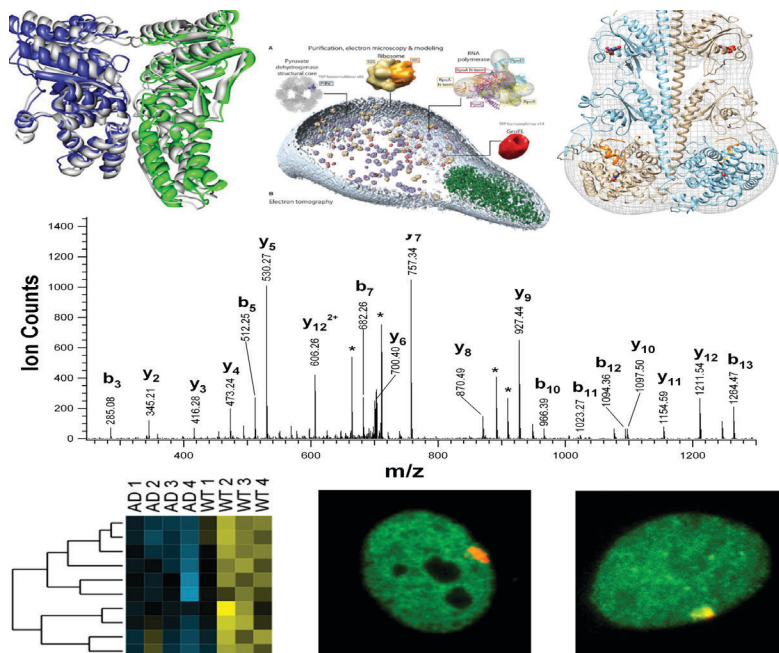 A
Purification, electron microscopy & modeling
Pyruvate
dehydrogenase
structural core
Ribosome
RNA
polymerase
GroEL
B
Electron tomography
Ion Counts
1400
1200
1000
800
600
400
200
0
b3
285.08
y2
345.21
y3
416.28
y4
473.24
b5
512.25
y5
530.27
y12 2+
606.26
*
b7
682.26
*
y6
700.40
y7
757.34
y8
870.49
*
*
y9
927.44
b10
966.39
b11
1023.27
b12
1094.36
y10
1097.50
y11
1154.59
y12
1211.54
b13
1264.47
400
600
800
1000
1200
m/z
AD 1
AD 2
AD 3
AD 4
WT 1
WT 2
WT 3
WT 4